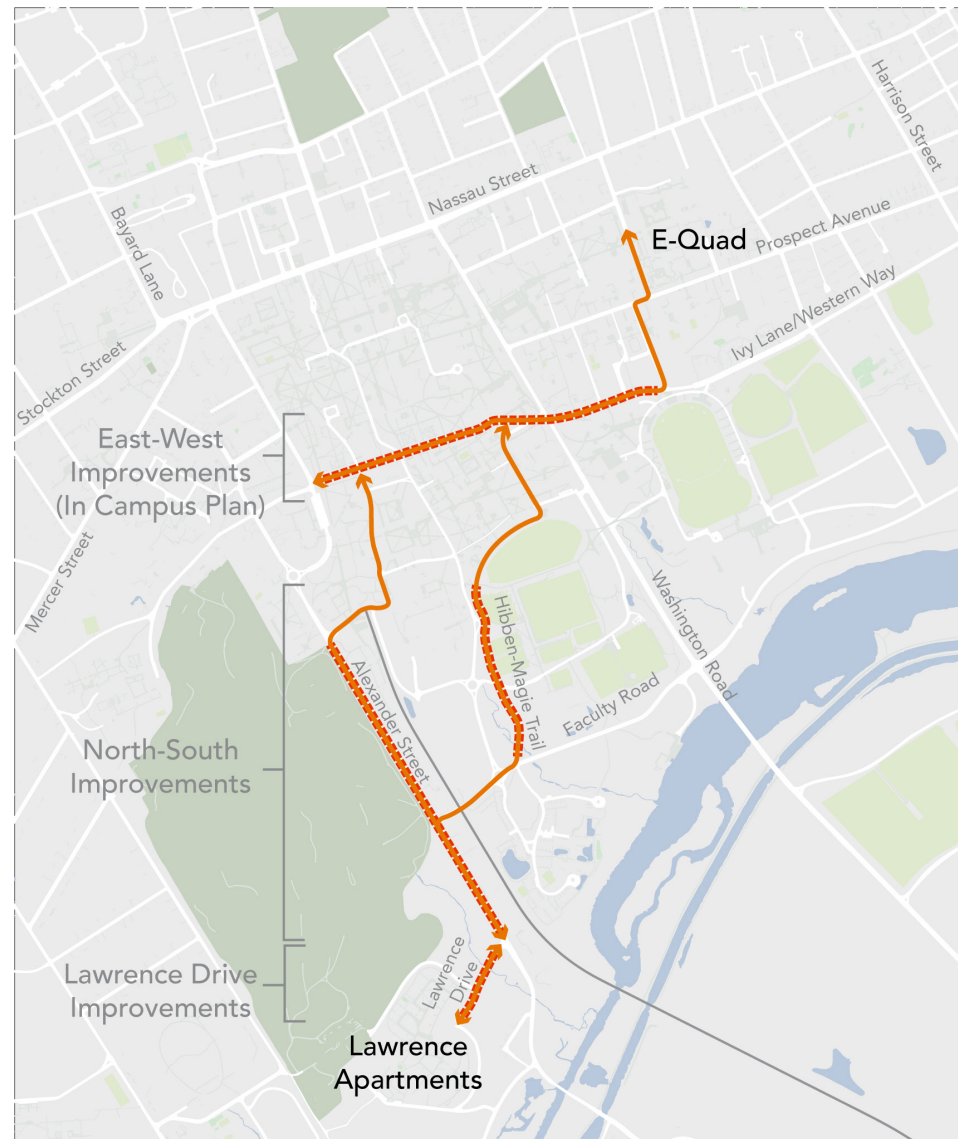 Harrison Street
Nassau Street
Bayard Lane
E-Quad
Prospect Avenue
Ivy Lane/Western Way
Stockton Street
East-West
Improvements
(In Campus Plan)
Mercer Street
Washington Road
Hibben-Magie Trail
Alexander Street
Faculty Road
North-South
Improvements
Lawrence
Drive
Lawrence Drive
Improvements
Lawrence
Apartments